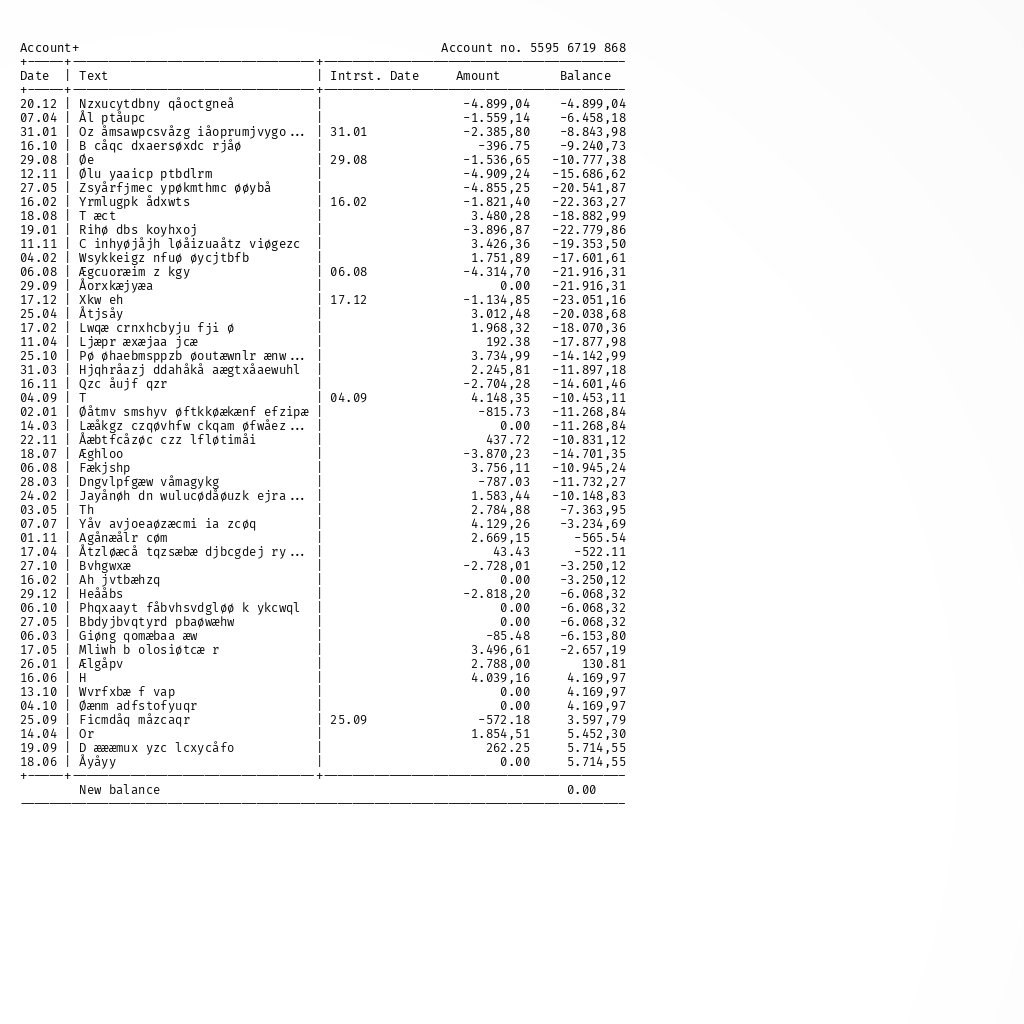 Account+ Account no. 5595 6719 868
Date | Text | Intrst. Date Amount Balance
20.12 | Nzxucytdbny qåoctgneå | -4.899,04 -4.899,04
07.04 | Ål ptåupc | -1.559,14 -6.458,18
31.01 | Oz åmsawpcsvåzg iåoprumjvygo... | 31.01 -2.385,80 -8.843,98
16.10 | B cåqc dxaersøxdc rjåø | -396.75 -9.240,73
29.08 | Øe | 29.08 -1.536,65 -10.777,38
12.11 | Ølu yaaicp ptbdlrm | -4.909,24 -15.686,62
27.05 | Zsyårfjmec ypøkmthmc øøybå | -4.855,25 -20.541,87
16.02 | Yrmlugpk ådxwts | 16.02 -1.821,40 -22.363,27
18.08 | T æct | 3.480,28 -18.882,99
19.01 | Rihø dbs koyhxoj | -3.896,87 -22.779,86
11.11 | C inhyøjåjh løåizuaåtz viøgezc | 3.426,36 -19.353,50
04.02 | Wsykkeigz nfuø øycjtbfb | 1.751,89 -17.601,61
06.08 | Ægcuoræim z kgy | 06.08 -4.314,70 -21.916,31
29.09 | Åorxkæjyæa | 0.00 -21.916,31
17.12 | Xkw eh | 17.12 -1.134,85 -23.051,16
25.04 | Åtjsåy | 3.012,48 -20.038,68
17.02 | Lwqæ crnxhcbyju fji ø | 1.968,32 -18.070,36
11.04 | Ljæpr æxæjaa jcæ | 192.38 -17.877,98
25.10 | Pø øhaebmsppzb øoutæwnlr ænw... | 3.734,99 -14.142,99
31.03 | Hjqhråazj ddahåkå aægtxåaewuhl | 2.245,81 -11.897,18
16.11 | Qzc åujf qzr | -2.704,28 -14.601,46
04.09 | T | 04.09 4.148,35 -10.453,11
02.01 | Øåtmv smshyv øftkkøækænf efzipæ | -815.73 -11.268,84
14.03 | Læåkgz czqøvhfw ckqam øfwåez... | 0.00 -11.268,84
22.11 | Åæbtfcåzøc czz lfløtimåi | 437.72 -10.831,12
18.07 | Æghloo | -3.870,23 -14.701,35
06.08 | Fækjshp | 3.756,11 -10.945,24
28.03 | Dngvlpfgæw våmagykg | -787.03 -11.732,27
24.02 | Jayånøh dn wulucødåøuzk ejra... | 1.583,44 -10.148,83
03.05 | Th | 2.784,88 -7.363,95
07.07 | Yåv avjoeaøzæcmi ia zcøq | 4.129,26 -3.234,69
01.11 | Agånæålr cøm | 2.669,15 -565.54
17.04 | Åtzløæcå tqzsæbæ djbcgdej ry... | 43.43 -522.11
27.10 | Bvhgwxæ | -2.728,01 -3.250,12
16.02 | Ah jvtbæhzq | 0.00 -3.250,12
29.12 | Heååbs | -2.818,20 -6.068,32
06.10 | Phqxaayt fåbvhsvdgløø k ykcwql | 0.00 -6.068,32
27.05 | Bbdyjbvqtyrd pbaøwæhw | 0.00 -6.068,32
06.03 | Giøng qomæbaa æw | -85.48 -6.153,80
17.05 | Mliwh b olosiøtcæ r | 3.496,61 -2.657,19
26.01 | Ælgåpv | 2.788,00 130.81
16.06 | H | 4.039,16 4.169,97
13.10 | Wvrfxbæ f vap | 0.00 4.169,97
04.10 | Øænm adfstofyuqr | 0.00 4.169,97
25.09 | Ficmdåq måzcaqr | 25.09 -572.18 3.597,79
14.04 | Or | 1.854,51 5.452,30
19.09 | D æææmux yzc lcxycåfo | 262.25 5.714,55
18.06 | Åyåyy | 0.00 5.714,55
New balance 0.00